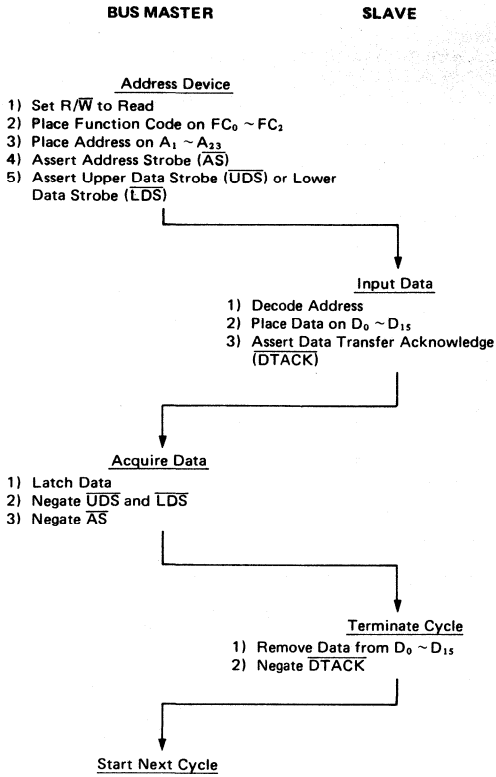 BUS MASTER SLAVE
Address Device
1) Set R/W̅ to Read
2) Place Function Code on FC₀ ~ FC₂
3) Place Address on A₁ ~ A₂₃
4) Assert Address Strobe (A̅S̅)
5) Assert Upper Data Strobe (U̅D̅S̅) or Lower
Data Strobe (L̅D̅S̅)
Input Data
1) Decode Address
2) Place Data on D₀ ~ D₁₅
3) Assert Data Transfer Acknowledge
(D̅T̅A̅C̅K̅)
Acquire Data
1) Latch Data
2) Negate U̅D̅S̅ and L̅D̅S̅
3) Negate A̅S̅
Terminate Cycle
1) Remove Data from D₀ ~ D₁₅
2) Negate D̅T̅A̅C̅K̅
Start Next Cycle